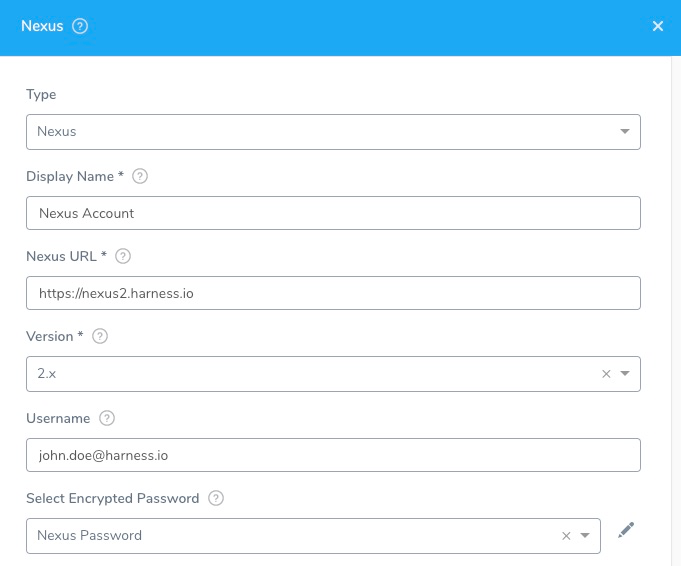 Nexus ?
Type
Nexus
Display Name * ?
Nexus Account
Nexus URL * ?
https://nexus2.harness.io
Version * ?
2.x
Username ?
john.doe@harness.io
Select Encrypted Password ?
Nexus Password